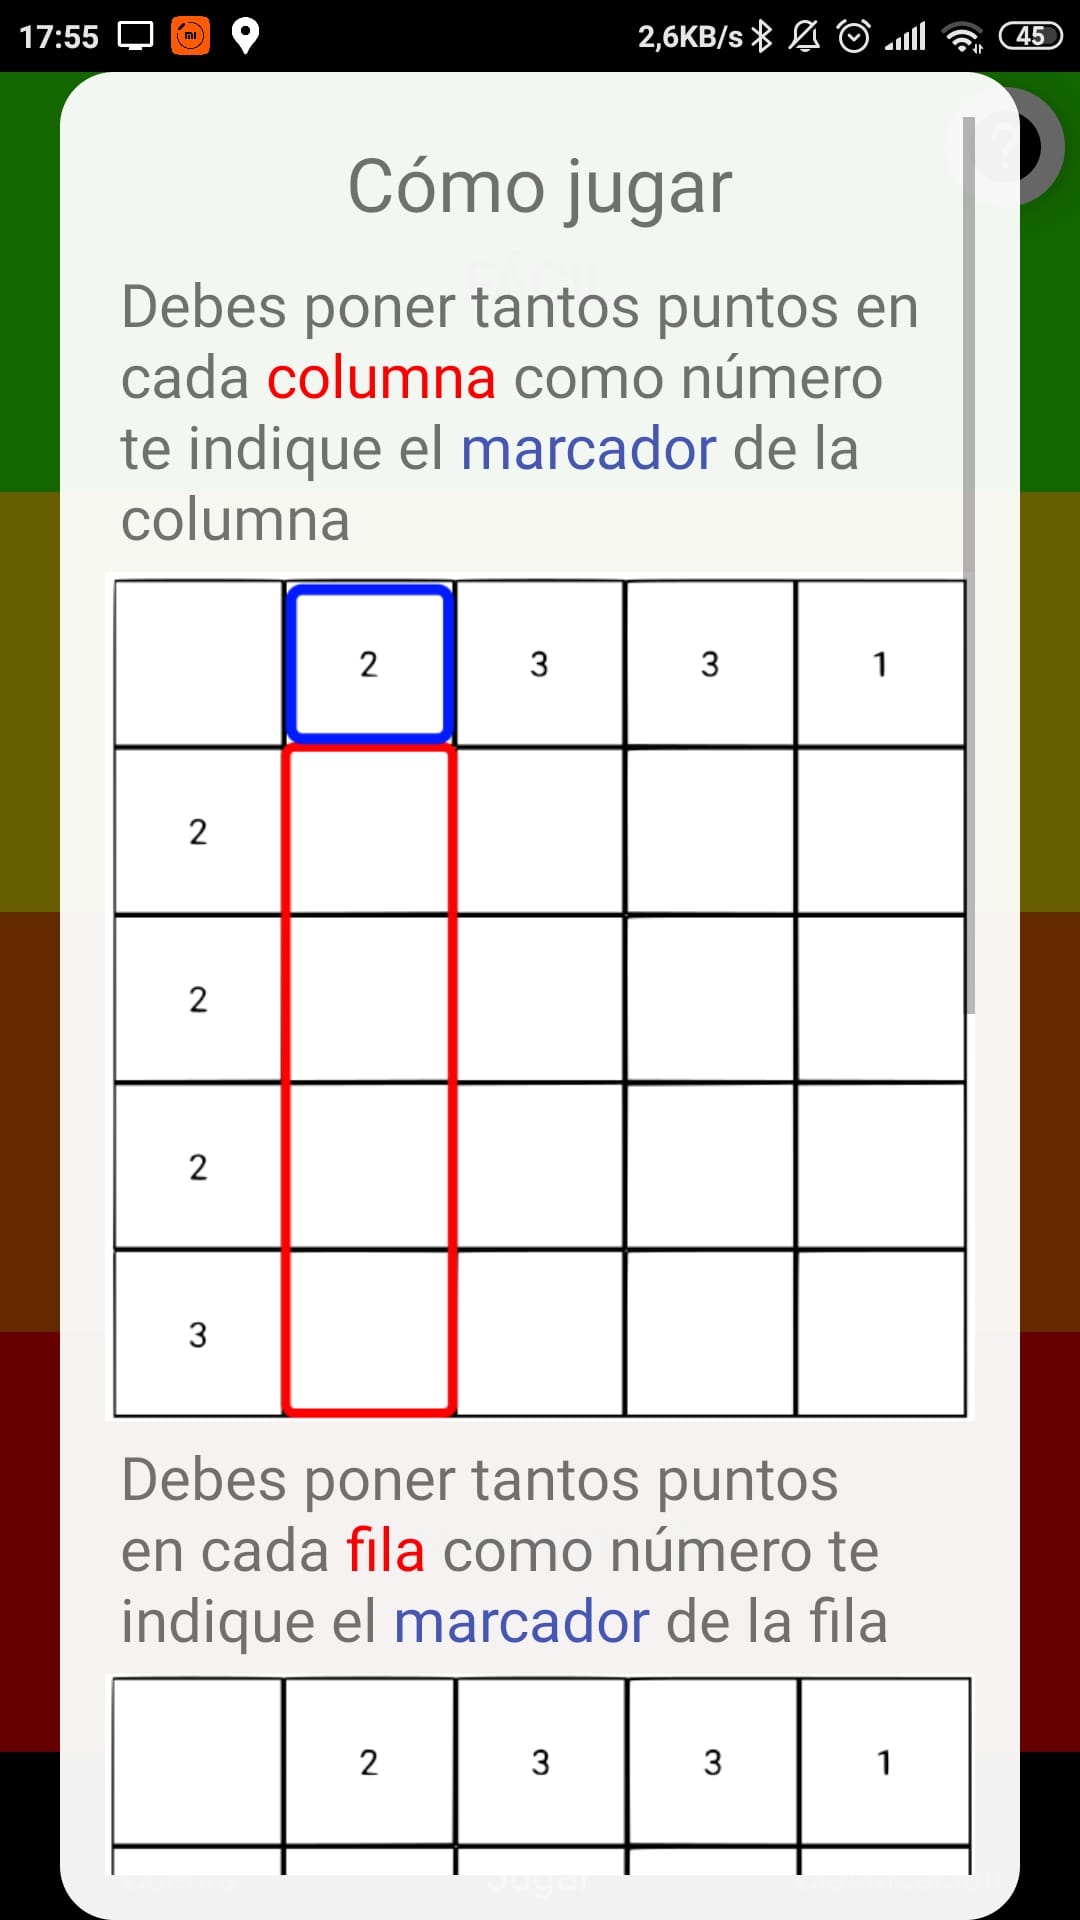 17:55 2,6KB/s 45
Cómo jugar
Debes poner tantos puntos en
cada columna como número
te indique el marcador de la
columna
2 3 3 1
2
2
2
3
Debes poner tantos puntos
en cada fila como número te
indique el marcador de la fila
2 3 3 1
Jugar